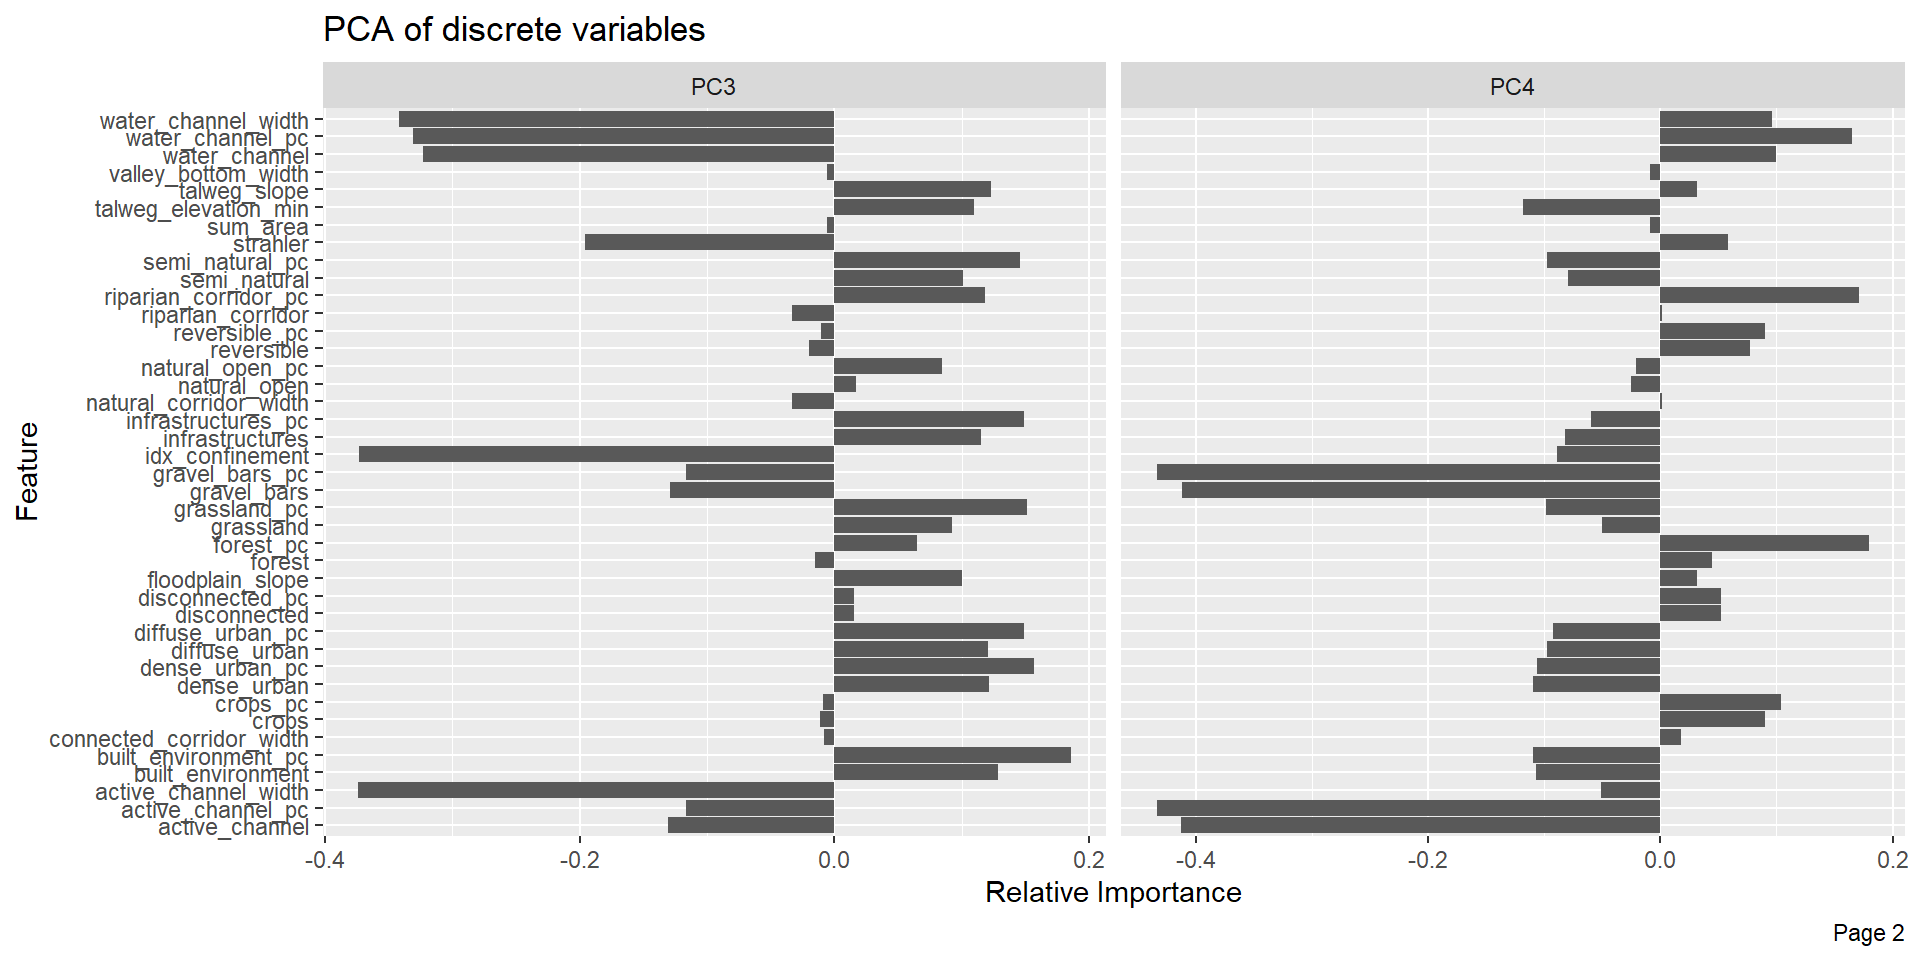 PCA of discrete variables
PC3
PC4
water_channel_width
water_channel_pc
water_channel
valley_bottom_width
talweg_slope
talweg_elevation_min
sum_area
strahler
semi_natural_pc
semi_natural
riparian_corridor_pc
riparian_corridor
reversible_pc
reversible
natural_open_pc
natural_open
natural_corridor_width
infrastructures_pc
infrastructures
idx_confinement
gravel_bars_pc
gravel_bars
grassland_pc
grassland
forest_pc
forest
floodplain_slope
disconnected_pc
disconnected
diffuse_urban_pc
diffuse_urban
dense_urban_pc
dense_urban
crops_pc
crops
connected_corridor_width
built_environment_pc
built_environment
active_channel_width
active_channel_pc
active_channel
Feature
-0.4 -0.2 0.0 0.2
-0.4 -0.2 0.0 0.2
Relative Importance
Page 2